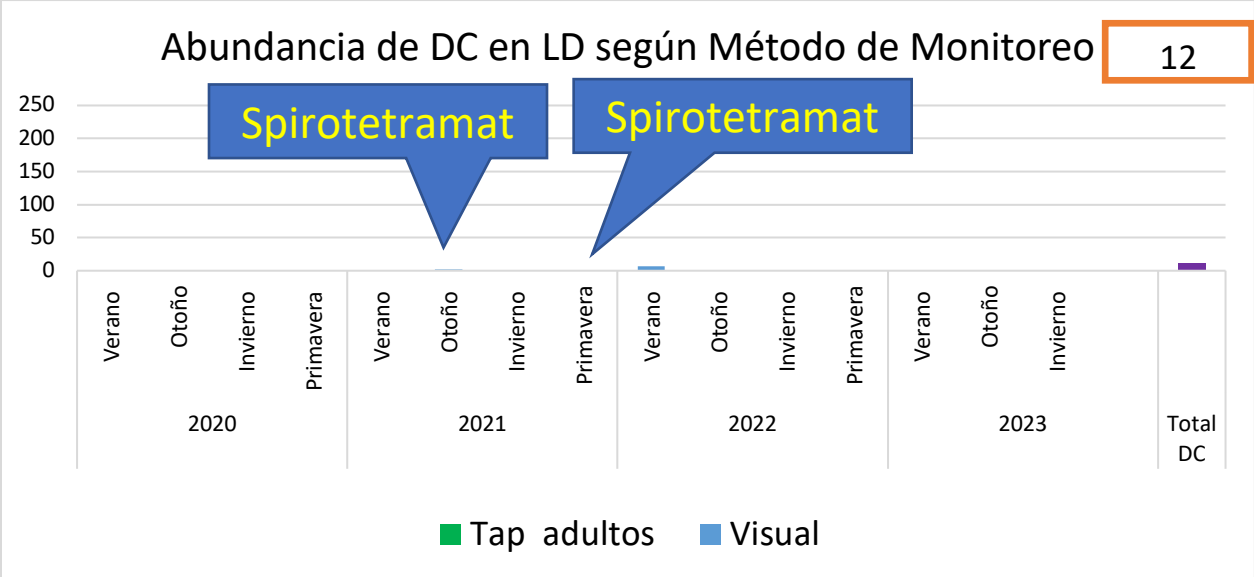 Abundancia de DC en LD según Método de Monitoreo
12
Spirotetramat
Spirotetramat
250
200
150
100
50
0
Verano
Otoño
Invierno
Primavera
Verano
Otoño
Invierno
Primavera
Verano
Otoño
Invierno
Primavera
Verano
Otoño
Invierno
2020
2021
2022
2023
Total
DC
Tap adultos
Visual